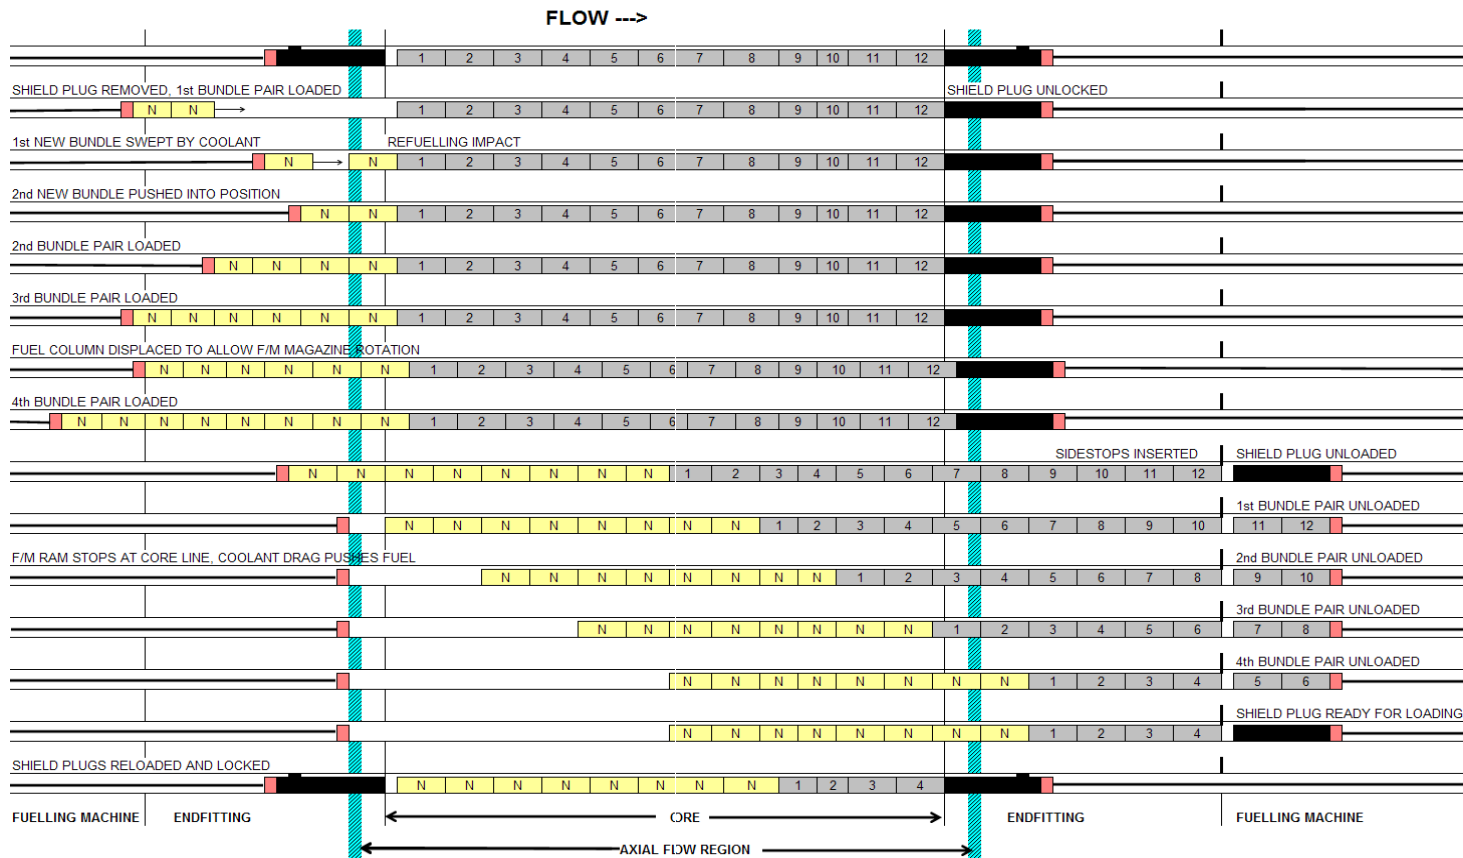 FLOW --->
1 2 3 4 5 6 7 8 9 10 11 12
SHIELD PLUG REMOVED, 1st BUNDLE PAIR LOADED SHIELD PLUG UNLOCKED
N N 1 2 3 4 5 6 7 8 9 10 11 12
1st NEW BUNDLE SWEPT BY COOLANT REFUELLING IMPACT
N N 1 2 3 4 5 6 7 8 9 10 11 12
2nd NEW BUNDLE PUSHED INTO POSITION
N N 1 2 3 4 5 6 7 8 9 10 11 12
2nd BUNDLE PAIR LOADED
N N N N 1 2 3 4 5 6 7 8 9 10 11 12
3rd BUNDLE PAIR LOADED
N N N N N N 1 2 3 4 5 6 7 8 9 10 11 12
FUEL COLUMN DISPLACED TO ALLOW F/M MAGAZINE ROTATION
N N N N N N 1 2 3 4 5 6 7 8 9 10 11 12
4th BUNDLE PAIR LOADED
N N N N N N N N 1 2 3 4 5 6 7 8 9 10 11 12
SIDESTOPS INSERTED SHIELD PLUG UNLOADED
N N N N N N N N 1 2 3 4 5 6 7 8 9 10 11 12
1st BUNDLE PAIR UNLOADED
N N N N N N N N 1 2 3 4 5 6 7 8 9 10 11 12
F/M RAM STOPS AT CORE LINE, COOLANT DRAG PUSHES FUEL 2nd BUNDLE PAIR UNLOADED
N N N N N N N N 1 2 3 4 5 6 7 8 9 10
3rd BUNDLE PAIR UNLOADED
N N N N N N N N 1 2 3 4 5 6 7 8
4th BUNDLE PAIR UNLOADED
N N N N N N N N 1 2 3 4 5 6
SHIELD PLUG READY FOR LOADING
N N N N N N N N 1 2 3 4
SHIELD PLUGS RELOADED AND LOCKED
N N N N N N N N 1 2 3 4
FUELLING MACHINE ENDFITTING CORE ENDFITTING FUELLING MACHINE
AXIAL FLOW REGION